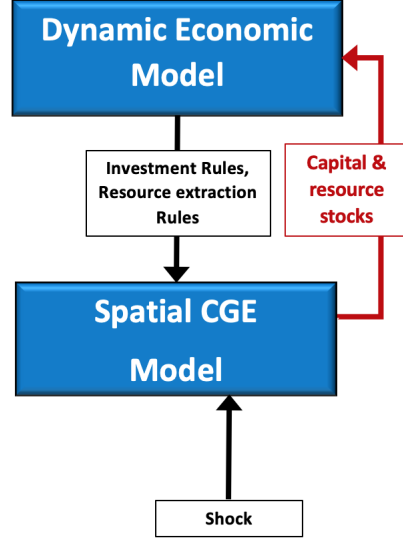 Dynamic Economic
Model
Investment Rules,
Resource extraction
Rules
Capital &
resource
stocks
Spatial CGE
Model
Shock